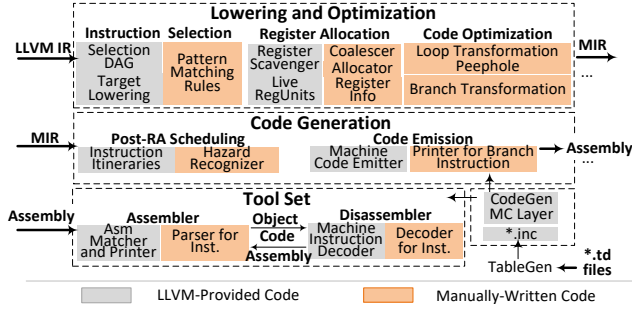 Lowering and Optimization
Instruction Selection
Register Allocation
Code Optimization
LLVM IR
Selection
DAG
Target
Lowering
Pattern
Matching
Rules
Register
Scavenger
Live
RegUnits
Coalescer
Allocator
Register
Info
Loop Transformation
Peephole
Branch Transformation
MIR
...
Code Generation
MIR
Post-RA Scheduling
Instruction
Itineraries
Hazard
Recognizer
Code Emission
Machine
Code Emitter
Printer for Branch
Instruction
Assembly
...
Tool Set
Assembly
Assembler
Asm
Matcher
and Printer
Parser for
Inst.
Object
Code
Assembly
Disassembler
Machine
Instruction
Decoder
Decoder
for Inst.
CodeGen
MC Layer
*.inc
TableGen
*.td
files
LLVM-Provided Code
Manually-Written Code